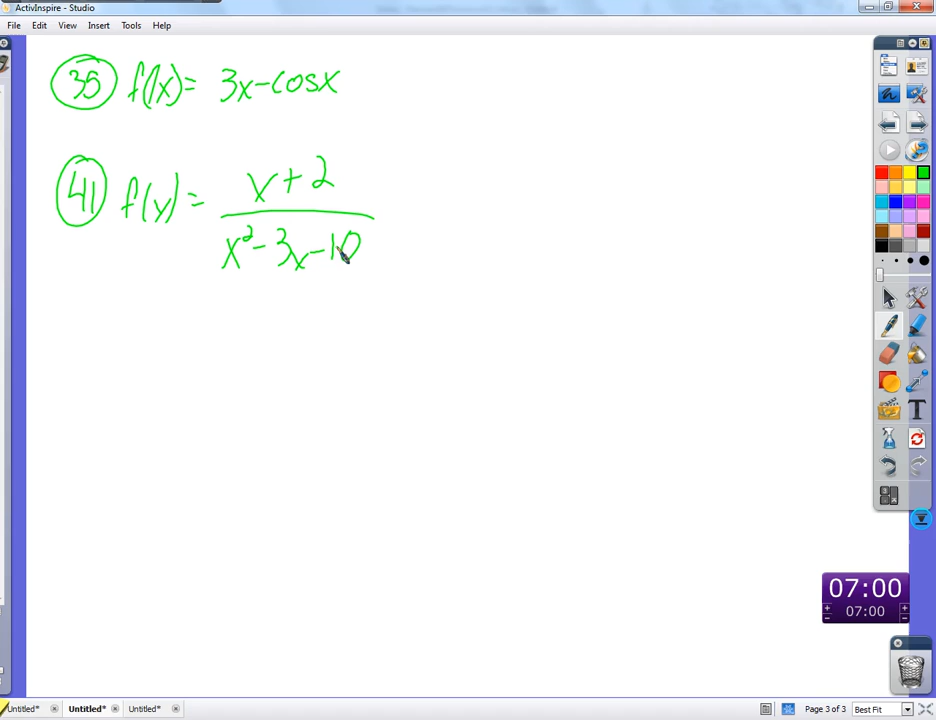 ActivInspire - Studio
File Edit View Insert Tools Help
35 f(x) = 3x-cosx
41 f(x) = x+2
x²-3x-10
T
07:00
07:00
Untitled* Untitled* Untitled* Page 3 of 3 Best Fit